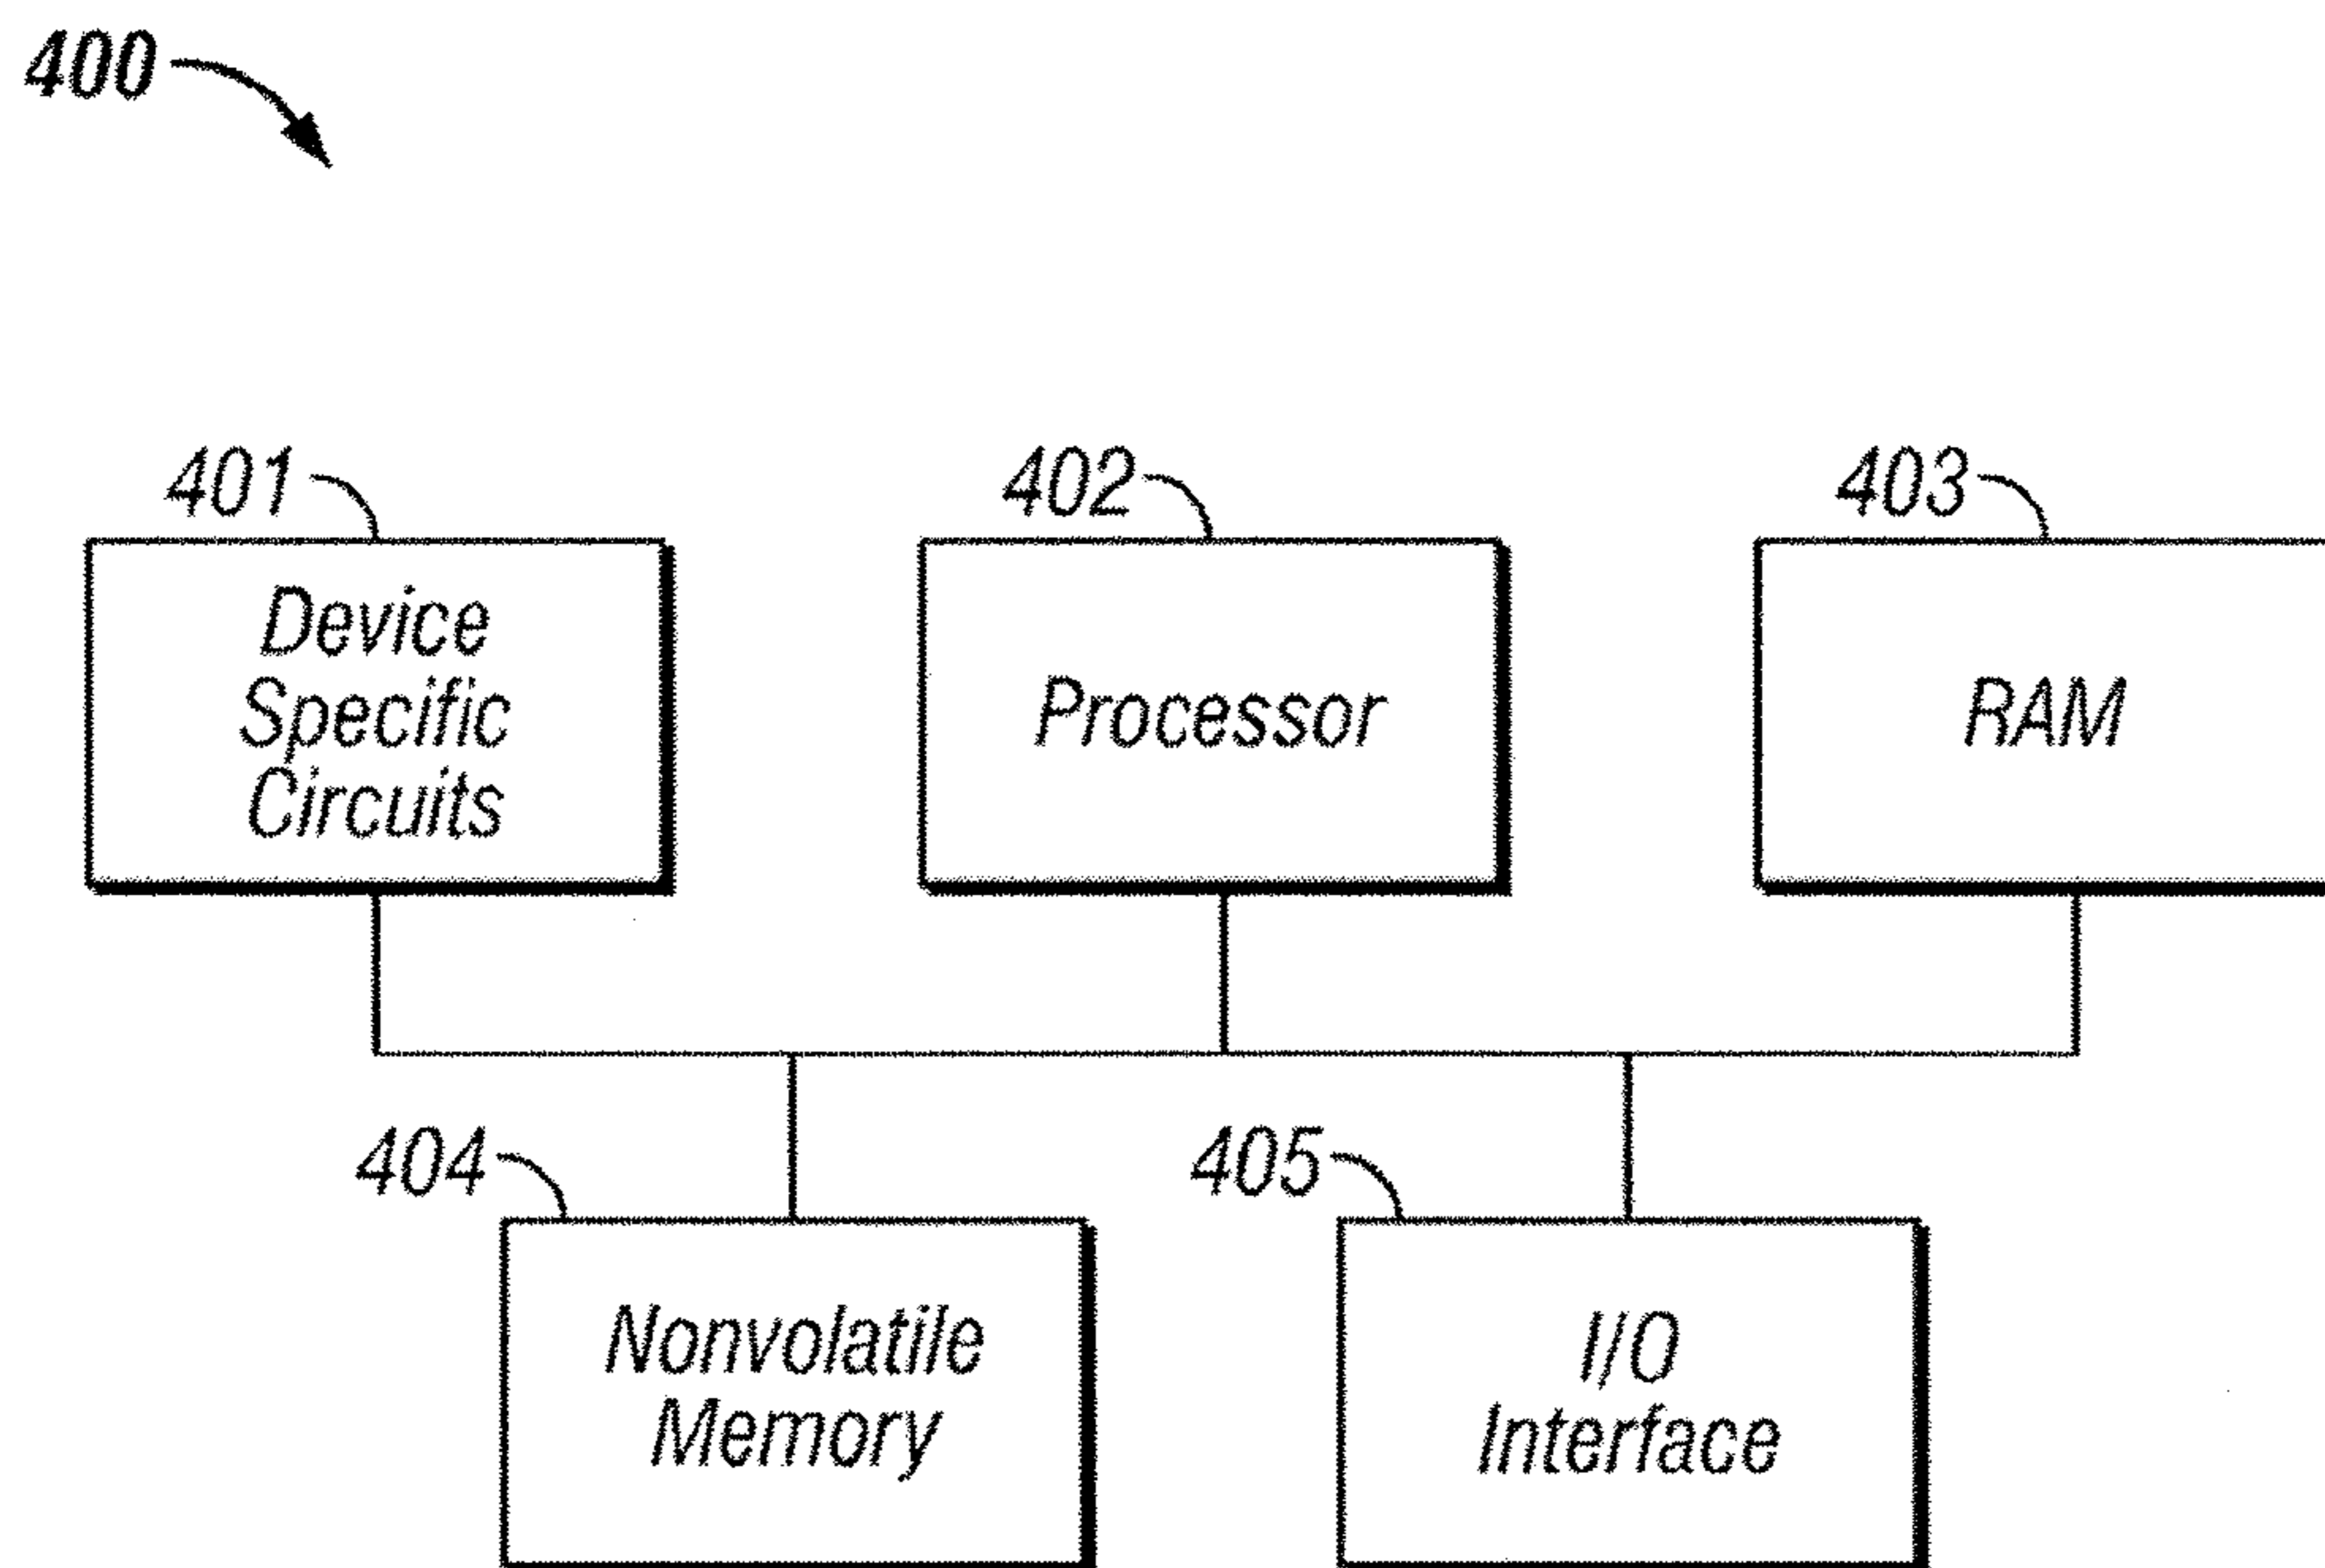 400
401
402
403
Device
Specific
Circuits
Processor
RAM
404
405
Nonvolatile
Memory
I/O
Interface